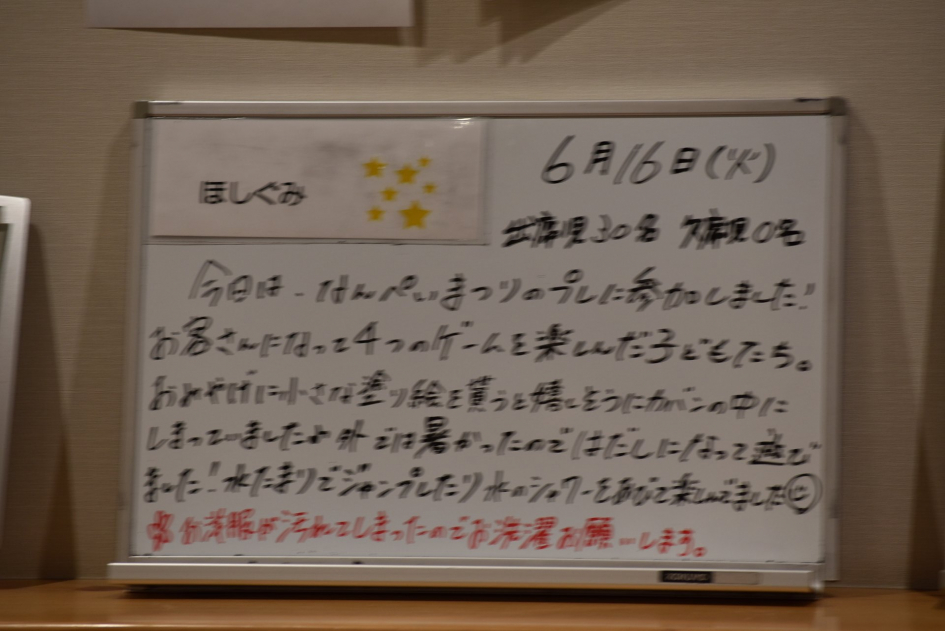 ほしぐみ
6月16日(火)
出席児30名 欠席児0名
今日は、なんぺいまつりのプレに参加しました!
お客さんになって4つのゲームを楽しんだ子どもたち。
おみやげに小さな塗り絵を貰うと嬉しそうにカバンの中に
しまっていましたよ 外では暑かったのではだしになって遊び
ました!水たまりでジャンプしたり水のシャワーをあびて楽しんでました
お洋服が汚れてしまったのでお洗濯お願いします。
KOKUYO